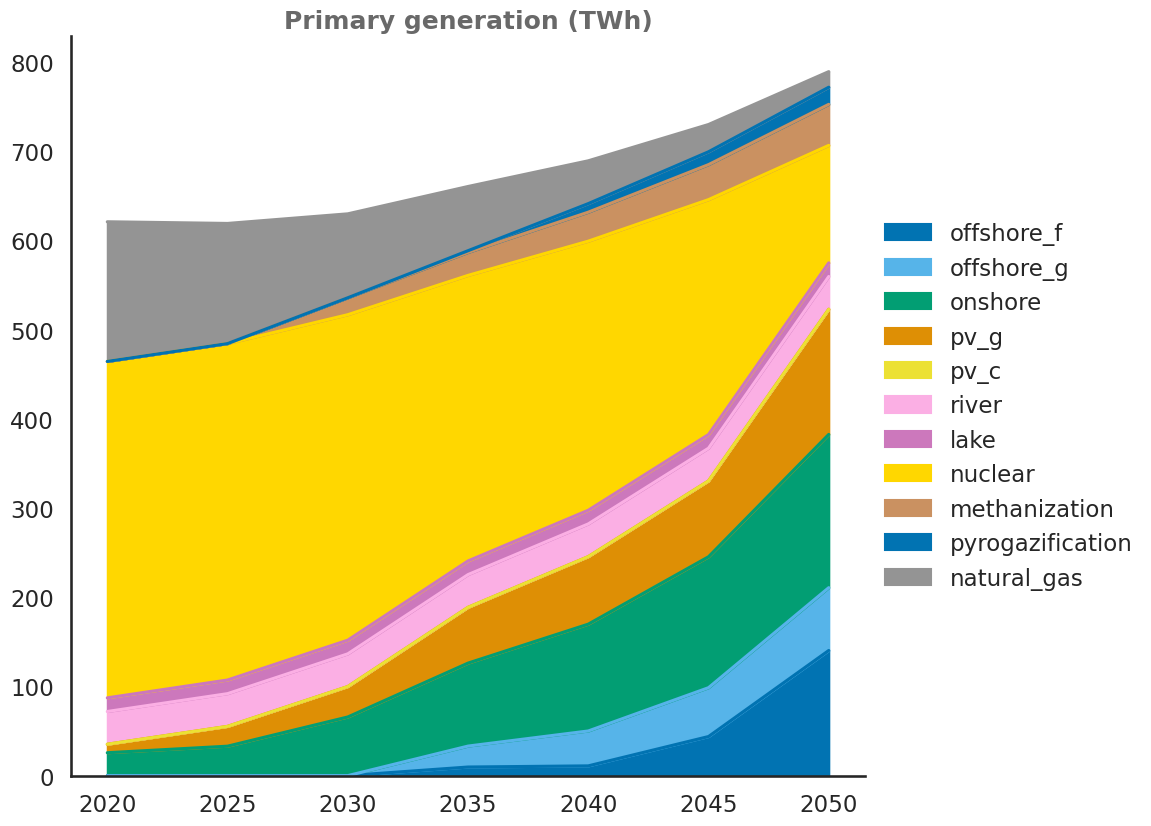 Primary generation (TWh)
800
700
600
500
400
300
200
100
0
2020 2025 2030 2035 2040 2045 2050
offshore_f
offshore_g
onshore
pv_g
pv_c
river
lake
nuclear
methanization
pyrogazification
natural_gas